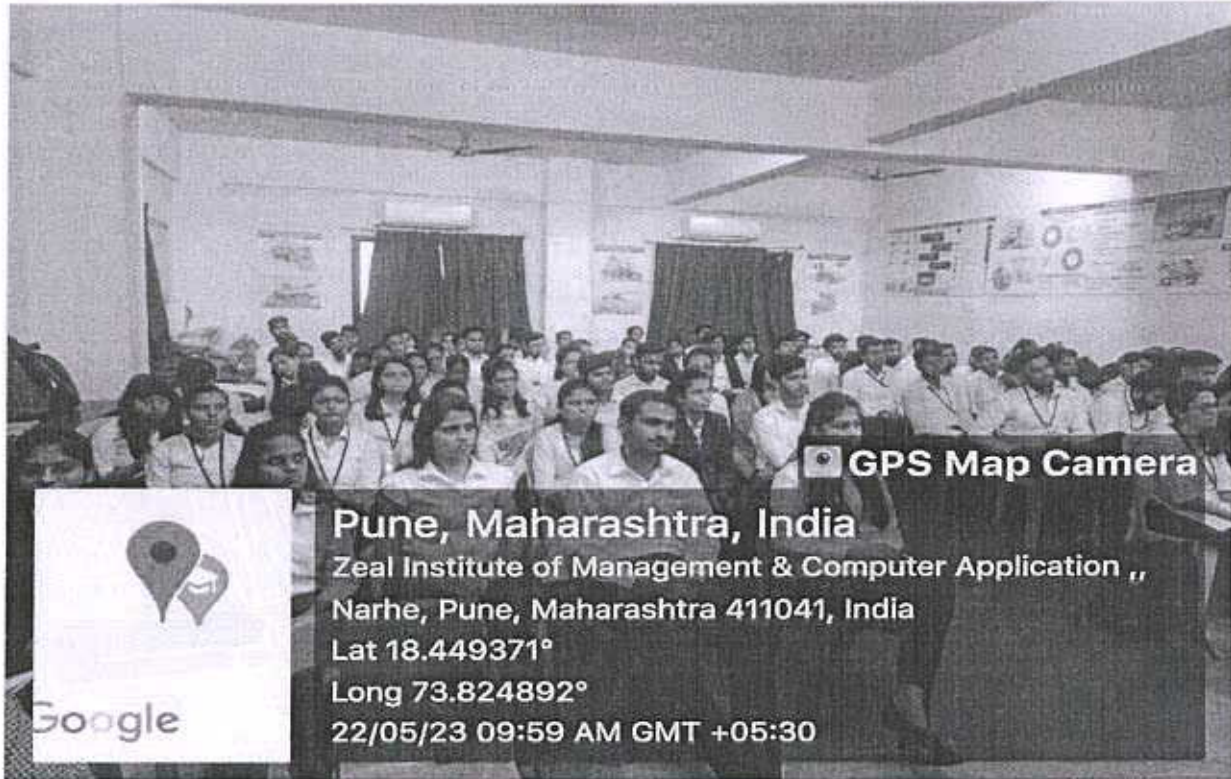 GPS Map Camera
Pune, Maharashtra, India
Zeal Institute of Management & Computer Application ,,
Narhe, Pune, Maharashtra 411041, India
Lat 18.449371°
Long 73.824892°
22/05/23 09:59 AM GMT +05:30
Google